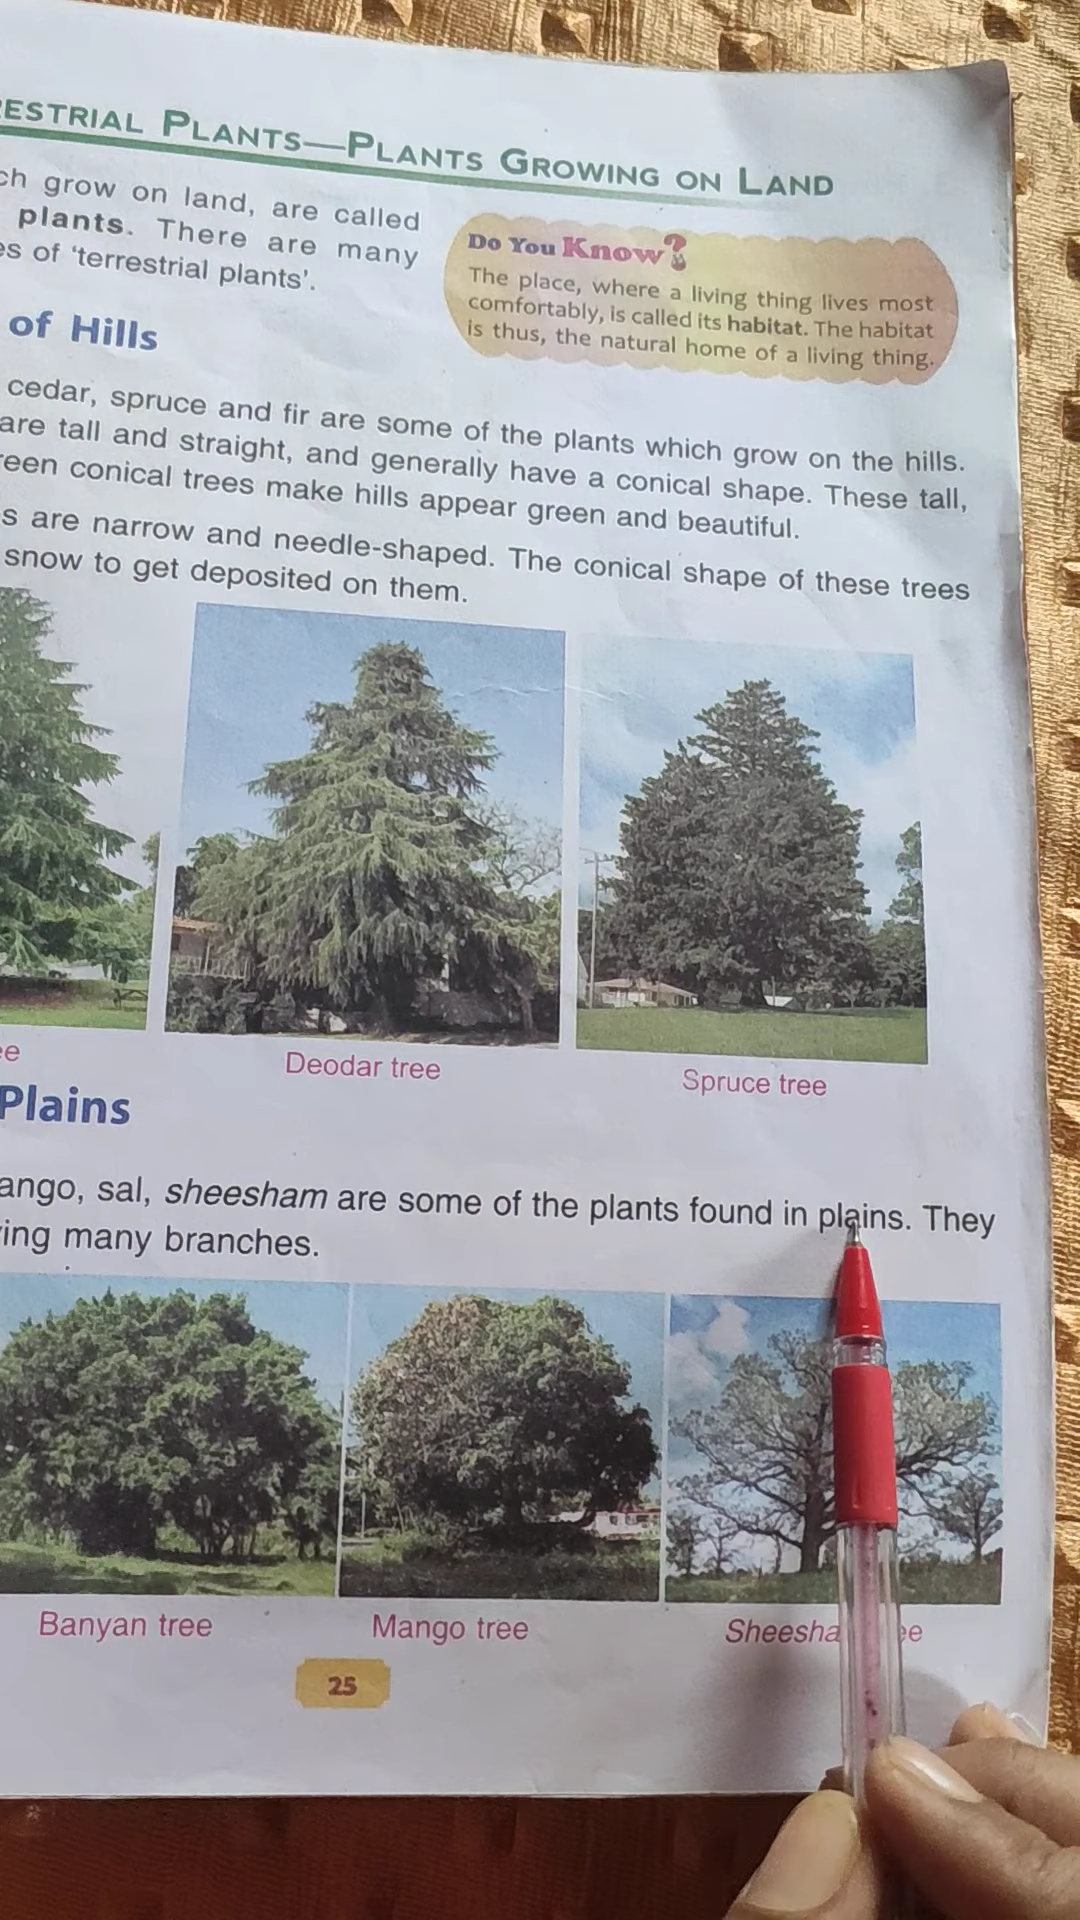 PLANTS—PLANTS GROWING ON LAND
grow on land, are called
plants. There are many
of 'terrestrial plants'.
Do You Know?
The place, where a living thing lives most
comfortably, is called its habitat. The habitat
is thus, the natural home of a living thing.
of Hills
cedar, spruce and fir are some of the plants which grow on the hills.
are tall and straight, and generally have a conical shape. These tall,
conical trees make hills appear green and beautiful.
are narrow and needle-shaped. The conical shape of these trees
snow to get deposited on them.
Deodar tree
Spruce tree
Plains
sal, sheesham are some of the plants found in plains. They
many branches.
Banyan tree
Mango tree
25